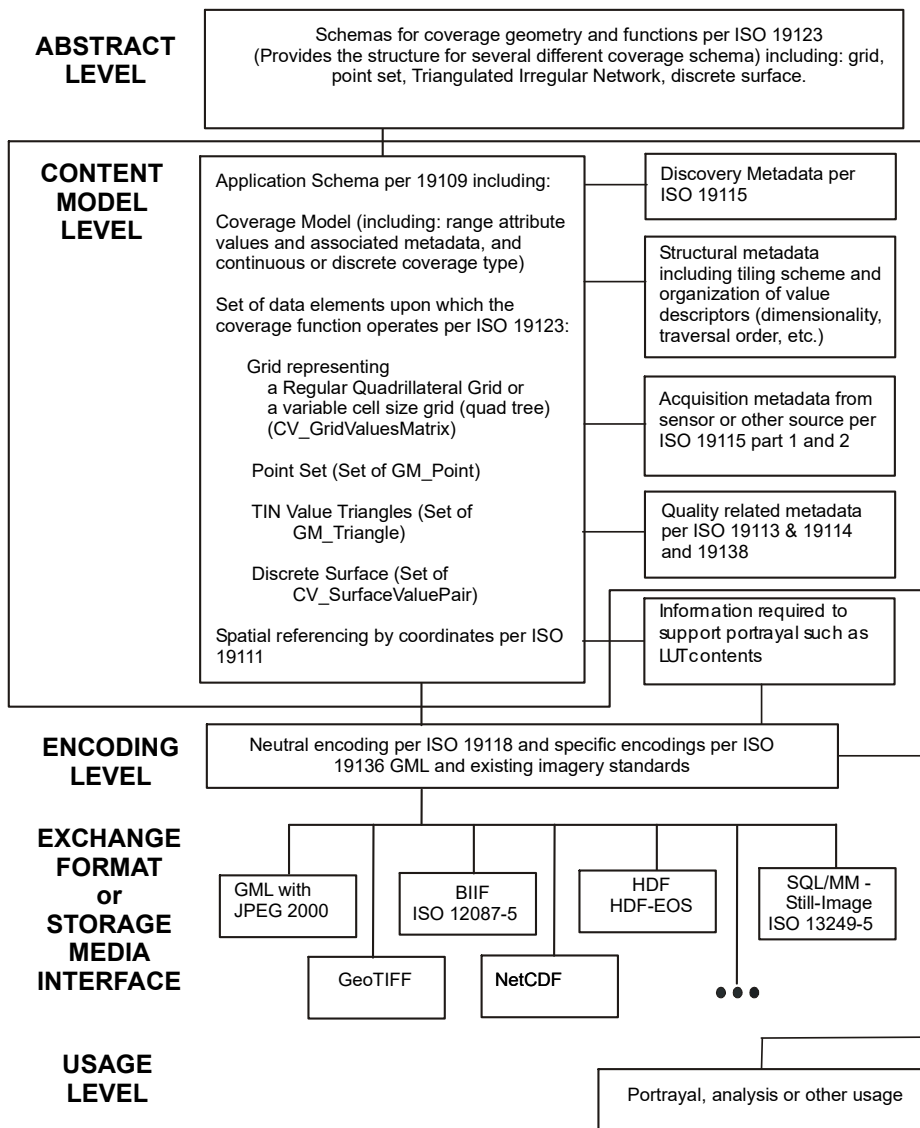 ABSTRACT
LEVEL
Schemas for coverage geometry and functions per ISO 19123
(Provides the structure for several different coverage schema) including: grid,
point set, Triangulated Irregular Network, discrete surface.
CONTENT
MODEL
LEVEL
Application Schema per 19109 including:
Coverage Model (including: range attribute
values and associated metadata, and
continuous or discrete coverage type)
Set of data elements upon which the
coverage function operates per ISO 19123:
Grid representing
a Regular Quadrillateral Grid or
a variable cell size grid (quad tree)
(CV_GridValuesMatrix)
Point Set (Set of GM_Point)
TIN Value Triangles (Set of
GM_Triangle)
Discrete Surface (Set of
CV_SurfaceValuePair)
Spatial referencing by coordinates per ISO
19111
Discovery Metadata per
ISO 19115
Structural metadata
including tiling scheme and
organization of value
descriptors (dimensionality,
traversal order, etc.)
Acquisition metadata from
sensor or other source per
ISO 19115 part 1 and 2
Quality related metadata
per ISO 19113 & 19114
and 19138
Information required to
support portrayal such as
LUT contents
ENCODING
LEVEL
Neutral encoding per ISO 19118 and specific encodings per ISO
19136 GML and existing imagery standards
EXCHANGE
FORMAT
or
STORAGE
MEDIA
INTERFACE
GML with
JPEG 2000
BIIF
ISO 12087-5
HDF
HDF-EOS
SQL/MM -
Still-Image
ISO 13249-5
GeoTIFF
NetCDF
●●●
USAGE
LEVEL
Portrayal, analysis or other usage